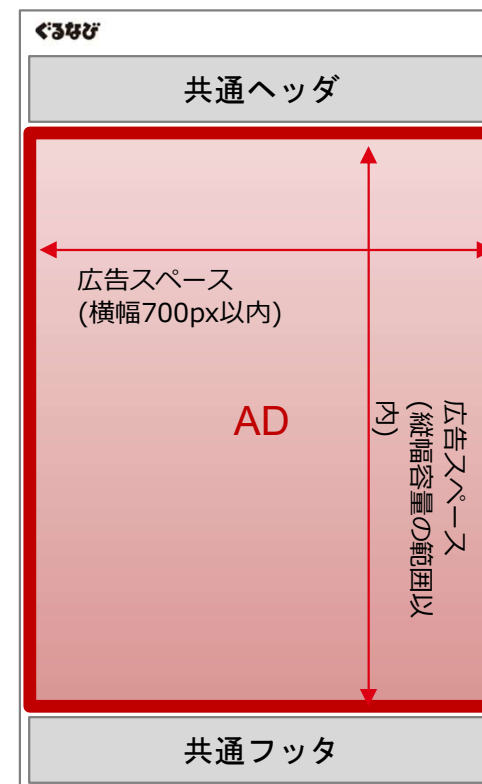 ぐるなび
共通ヘッダ
広告スペース
(横幅700px以内)
AD
広告スペース
(縦幅容量の範囲以
内)
共通フッタ